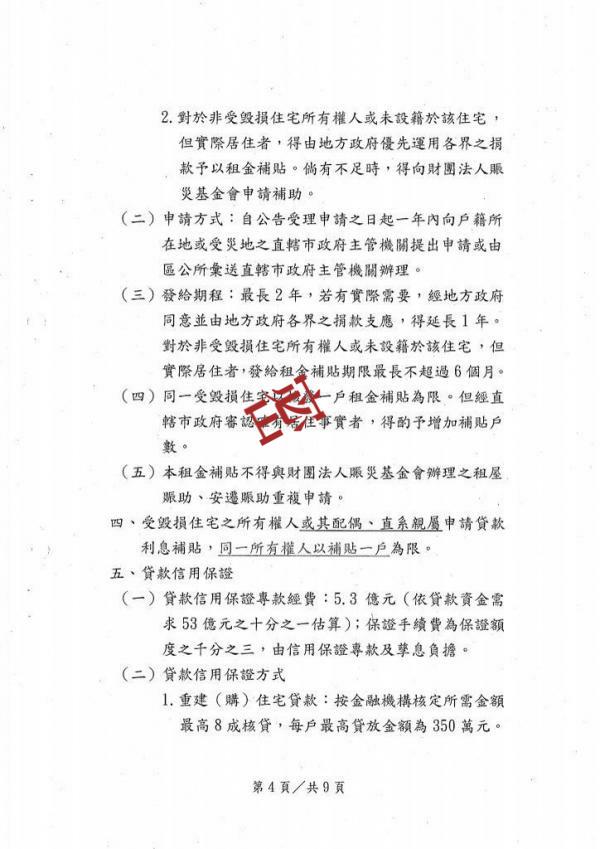 2.對於非受毀損住宅所有權人或未設籍於該住宅，
但實際居住者，得由地方政府優先運用各界之捐
款予以租金補貼。倘有不足時，得向財團法人賑
災基金會申請補助。
（二）申請方式：自公告受理申請之日起一年內向戶籍所
在地或受災地之直轄市政府主管機關提出申請或由
區公所彙送直轄市政府主管機關辦理。
（三）發給期程：最長2年，若有實際需要，經地方政府
同意並由地方政府各界之捐款支應，得延長1年。
對於非受毀損住宅所有權人或未設籍於該住宅，但
實際居住者，發給租金補貼期限最長不超過6個月。
（四）同一受毀損住宅以一戶租金補貼為限。但經直
轄市政府審認有居住事實者，得酌予增加補貼戶
數。
（五）本租金補貼不得與財團法人賑災基金會辦理之租屋
賑助、安遷賑助重複申請。
四、受毀損住宅之所有權人或其配偶、直系親屬申請貸款
利息補貼，同一所有權人以補貼一戶為限。
五、貸款信用保證
（一）貸款信用保證專款經費：5.3 億元（依貸款資金需
求 53 億元之十分之一估算）；保證手續費為保證額
度之千分之三，由信用保證專款及孳息負擔。
（二）貸款信用保證方式
1.重建（購）住宅貸款：按金融機構核定所需金額
最高8成核貸，每戶最高貸放金額為 350 萬元。
第 4 頁／共 9 頁